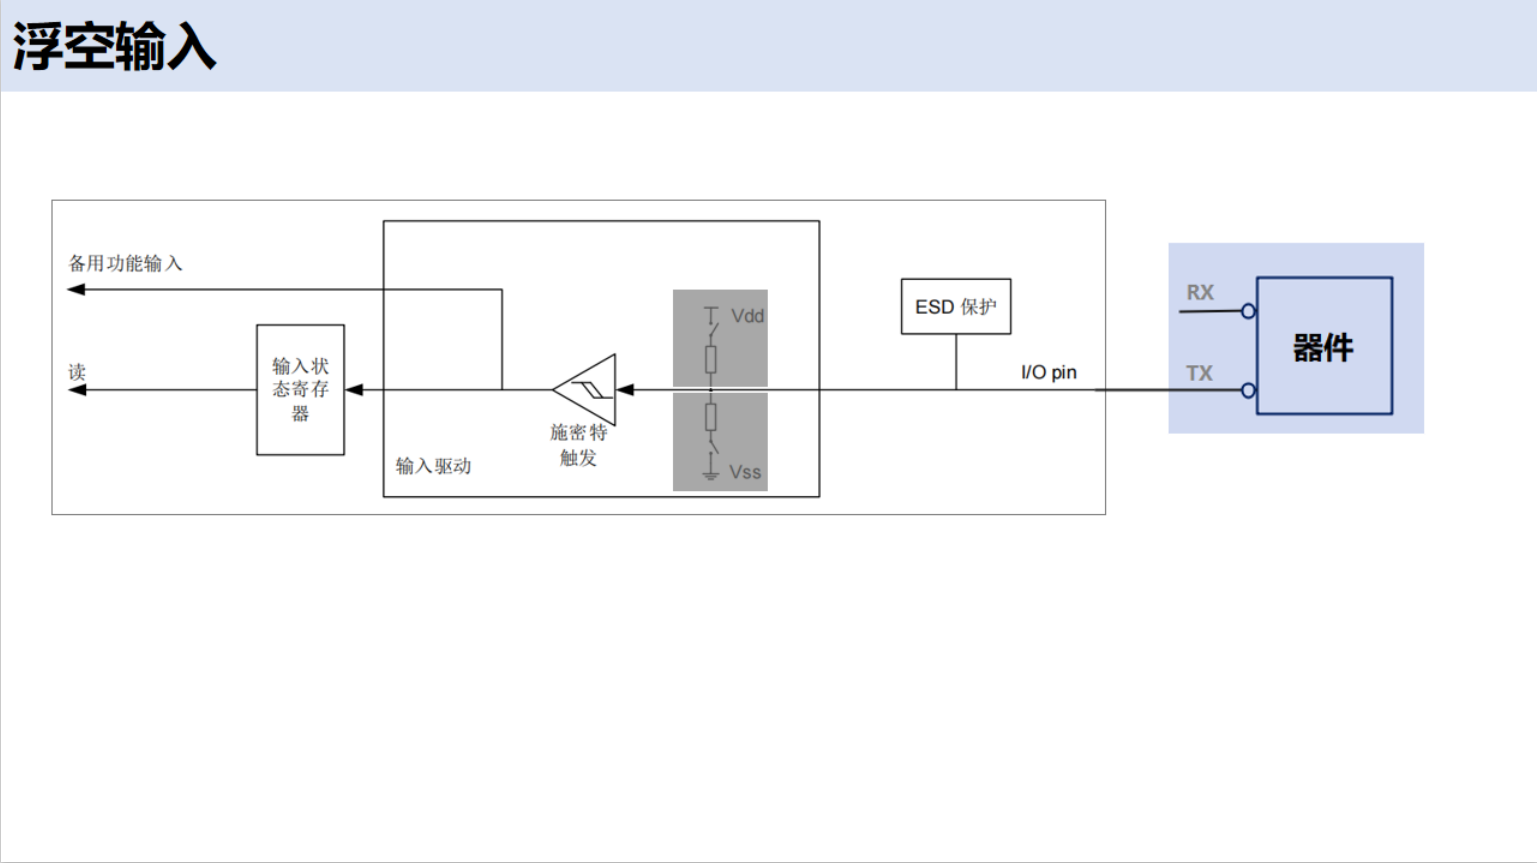 浮空输入
备用功能输入
读
输入状
态寄存
器
输入驱动
施密特
触发
Vdd
Vss
ESD 保护
I/O pin
RX
TX
器件